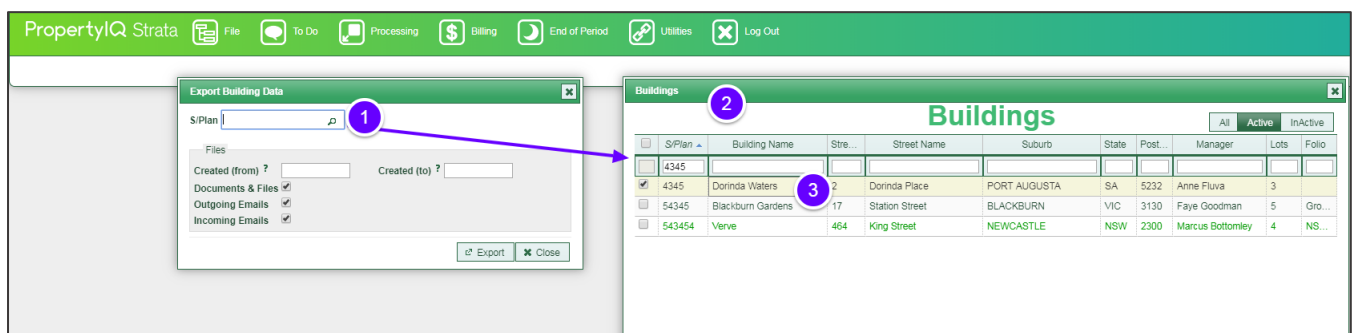 PropertyIQ Strata File To Do Processing Billing End of Period Utilities Log Out
Export Building Data
S/Plan
1
Files
Created (from) ? Created (to) ?
Documents & Files
Outgoing Emails
Incoming Emails
Export Close
Buildings
2
Buildings
All Active InActive
S/Plan Building Name Stre... Street Name Suburb State Post... Manager Lots Folio
4345
4345 Dorinda Waters 3 2 Dorinda Place PORT AUGUSTA SA 5232 Anne Fluva 3
54345 Blackburn Gardens 17 Station Street BLACKBURN VIC 3130 Faye Goodman 5 Gro...
543454 Verve 464 King Street NEWCASTLE NSW 2300 Marcus Bottomley 4 NS...